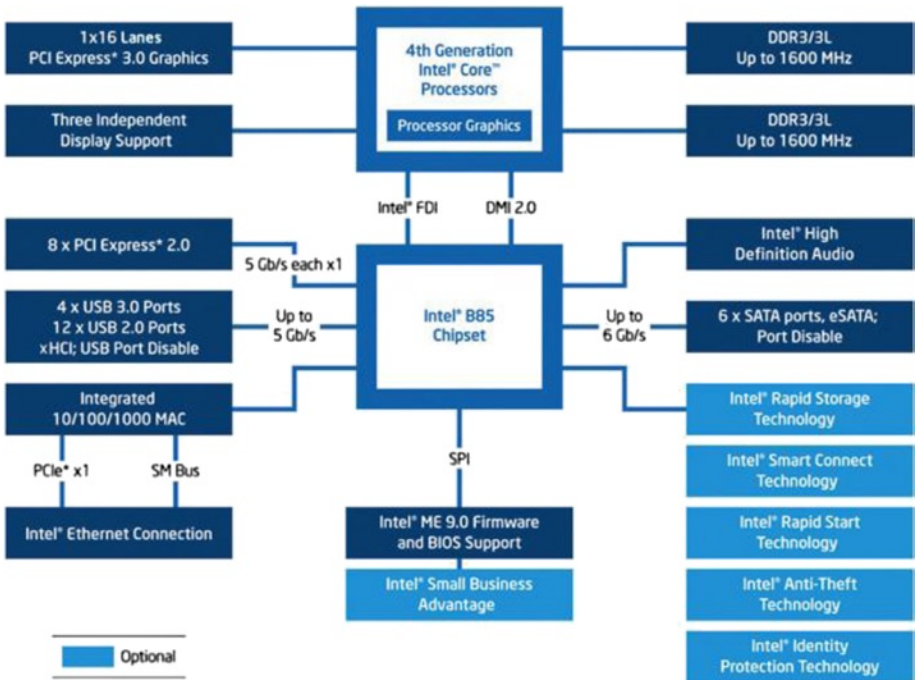 1x16 Lanes
PCI Express* 3.0 Graphics
4th Generation
Intel® Core™
Processors
Processor Graphics
DDR3/3L
Up to 1600 MHz
Three Independent
Display Support
DDR3/3L
Up to 1600 MHz
Intel® FDI
DMI 2.0
8 x PCI Express* 2.0
5 Gb/s each x1
Intel® High
Definition Audio
4 x USB 3.0 Ports
12 x USB 2.0 Ports
xHCI; USB Port Disable
Up to
5 Gb/s
Intel® B85
Chipset
Up to
6 Gb/s
6 x SATA ports, eSATA;
Port Disable
Integrated
10/100/1000 MAC
Intel® Rapid Storage
Technology
PCIe* x1
SM Bus
SPI
Intel® Smart Connect
Technology
Intel® Ethernet Connection
Intel® ME 9.0 Firmware
and BIOS Support
Intel® Rapid Start
Technology
Intel® Small Business
Advantage
Intel® Anti-Theft
Technology
Optional
Intel® Identity
Protection Technology